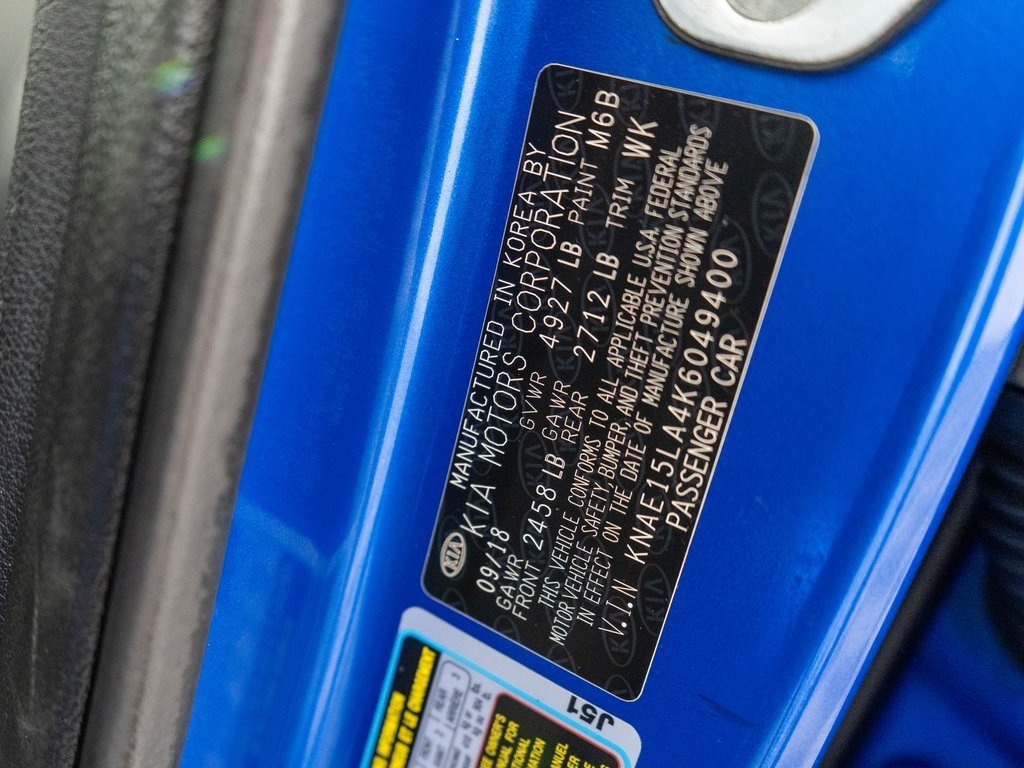 KIA
MANUFACTURED IN KOREA BY
KIA MOTORS CORPORATION
09/18 GVWR 4927 LB PAINT M6B
GAWR FRONT 2458 LB GAWR REAR 2712 LB TRIM WK
THIS VEHICLE CONFORMS TO ALL APPLICABLE U.S.A. FEDERAL
MOTOR VEHICLE SAFETY, BUMPER, AND THEFT PREVENTION STANDARDS
IN EFFECT ON THE DATE OF MANUFACTURE SHOWN ABOVE
V.I.N KNAE15LA4K6049400
PASSENGER CAR
J51